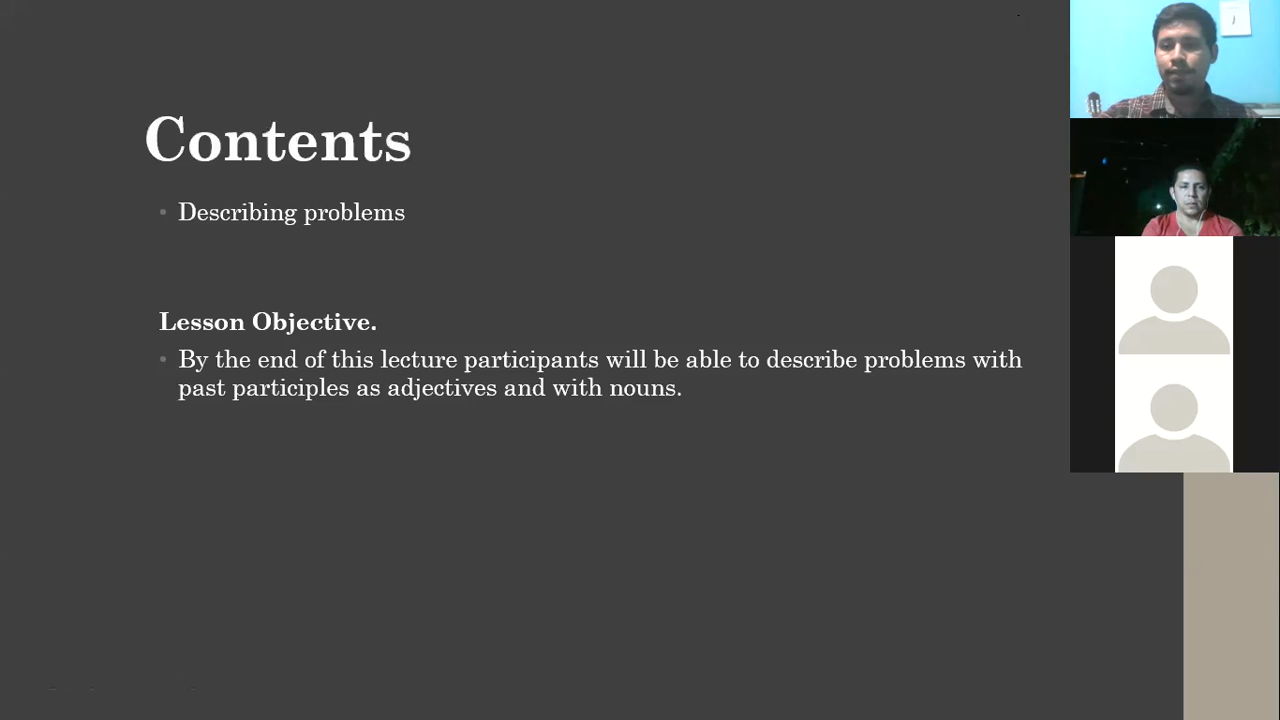 Contents
Describing problems
Lesson Objective.
By the end of this lecture participants will be able to describe problems with
past participles as adjectives and with nouns.